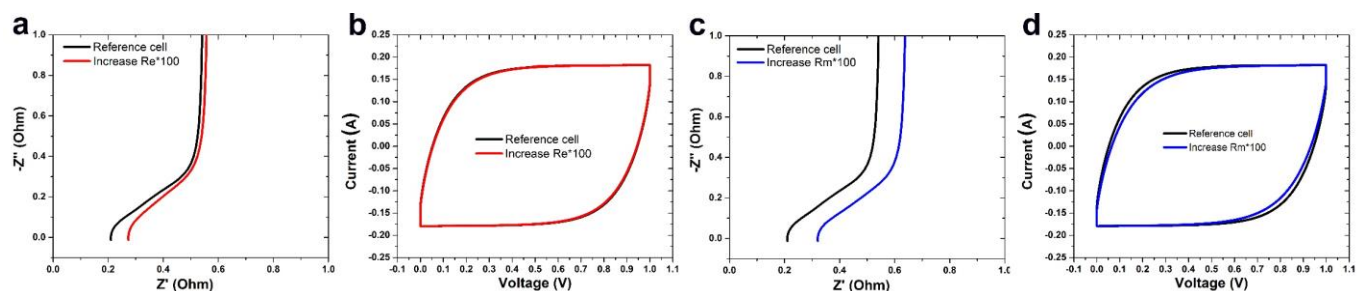 a
Reference cell
Increase Re*100
-Z'' (Ohm)
1.0
0.8
0.6
0.4
0.2
0.0
0.0 0.2 0.4 0.6 0.8 1.0
Z' (Ohm)
b
Reference cell
Increase Re*100
Current (A)
0.25
0.20
0.15
0.10
0.05
0.00
-0.05
-0.10
-0.15
-0.20
-0.25
-0.1 0.0 0.1 0.2 0.3 0.4 0.5 0.6 0.7 0.8 0.9 1.0 1.1
Voltage (V)
c
Reference cell
Increase Rm*100
-Z'' (Ohm)
1.0
0.8
0.6
0.4
0.2
0.0
0.0 0.2 0.4 0.6 0.8 1.0
Z' (Ohm)
d
Reference cell
Increase Rm*100
Current (A)
0.25
0.20
0.15
0.10
0.05
0.00
-0.05
-0.10
-0.15
-0.20
-0.25
-0.1 0.0 0.1 0.2 0.3 0.4 0.5 0.6 0.7 0.8 0.9 1.0 1.1
Voltage (V)